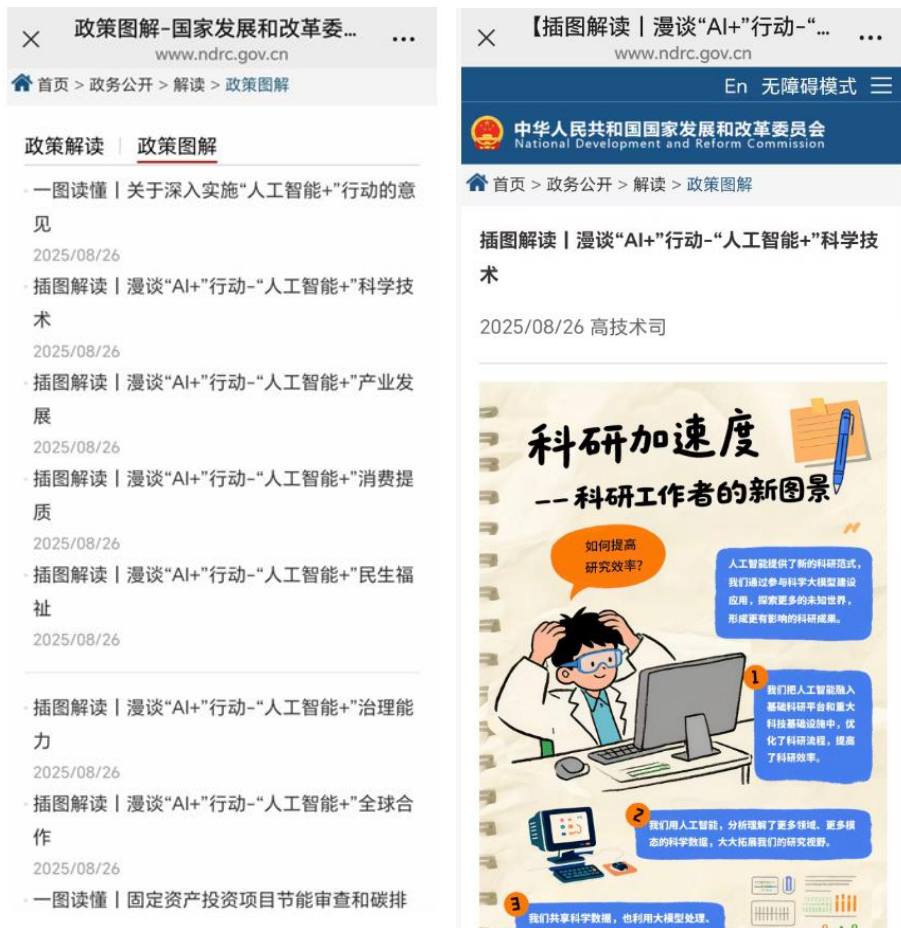 政策图解-国家发展和改革委...
www.ndrc.gov.cn
首页 > 政务公开 > 解读 > 政策图解
政策解读 | 政策图解
一图读懂丨关于深入实施“人工智能+”行动的意
见
2025/08/26
插图解读丨漫谈“AI+”行动-“人工智能+”科学技
术
2025/08/26
插图解读丨漫谈“AI+”行动-“人工智能+”产业发
展
2025/08/26
插图解读丨漫谈“AI+”行动-“人工智能+”消费提
质
2025/08/26
插图解读丨漫谈“AI+”行动-“人工智能+”民生福
祉
2025/08/26
插图解读丨漫谈“AI+”行动-“人工智能+”治理能
力
2025/08/26
插图解读丨漫谈“AI+”行动-“人工智能+”全球合
作
2025/08/26
一图读懂丨固定资产投资项目节能审查和碳排
【插图解读丨漫谈“AI+”行动-“...
www.ndrc.gov.cn
En 无障碍模式
中华人民共和国国家发展和改革委员会
National Development and Reform Commission
首页 > 政务公开 > 解读 > 政策图解
插图解读丨漫谈“AI+”行动-“人工智能+”科学技
术
2025/08/26 高技术司
科研加速度
--科研工作者的新图景
如何提高
研究效率？
人工智能提供了新的科研范式，
我们通过参与科学大模型建设
应用，探索更多的未知世界，
形成更有影响的科研成果。
1
我们把人工智能融入
基础科研平台和重大
科技基础设施中，优
化了科研流程，提高
了科研效率。
2
我们用人工智能，分析理解了更多领域、更多模
态的科学数据，大大拓展我们的研究视野。
3
我们共享科学数据，也利用大模型处理、